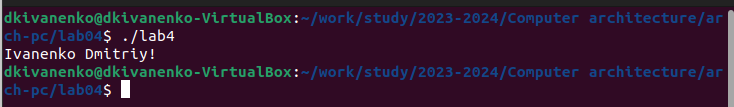 dkivanenko@dkivanenko-VirtualBox:~/work/study/2023-2024/Computer architecture/ar
ch-pc/lab04$ ./lab4
Ivanenko Dmitriy!
dkivanenko@dkivanenko-VirtualBox:~/work/study/2023-2024/Computer architecture/ar
ch-pc/lab04$